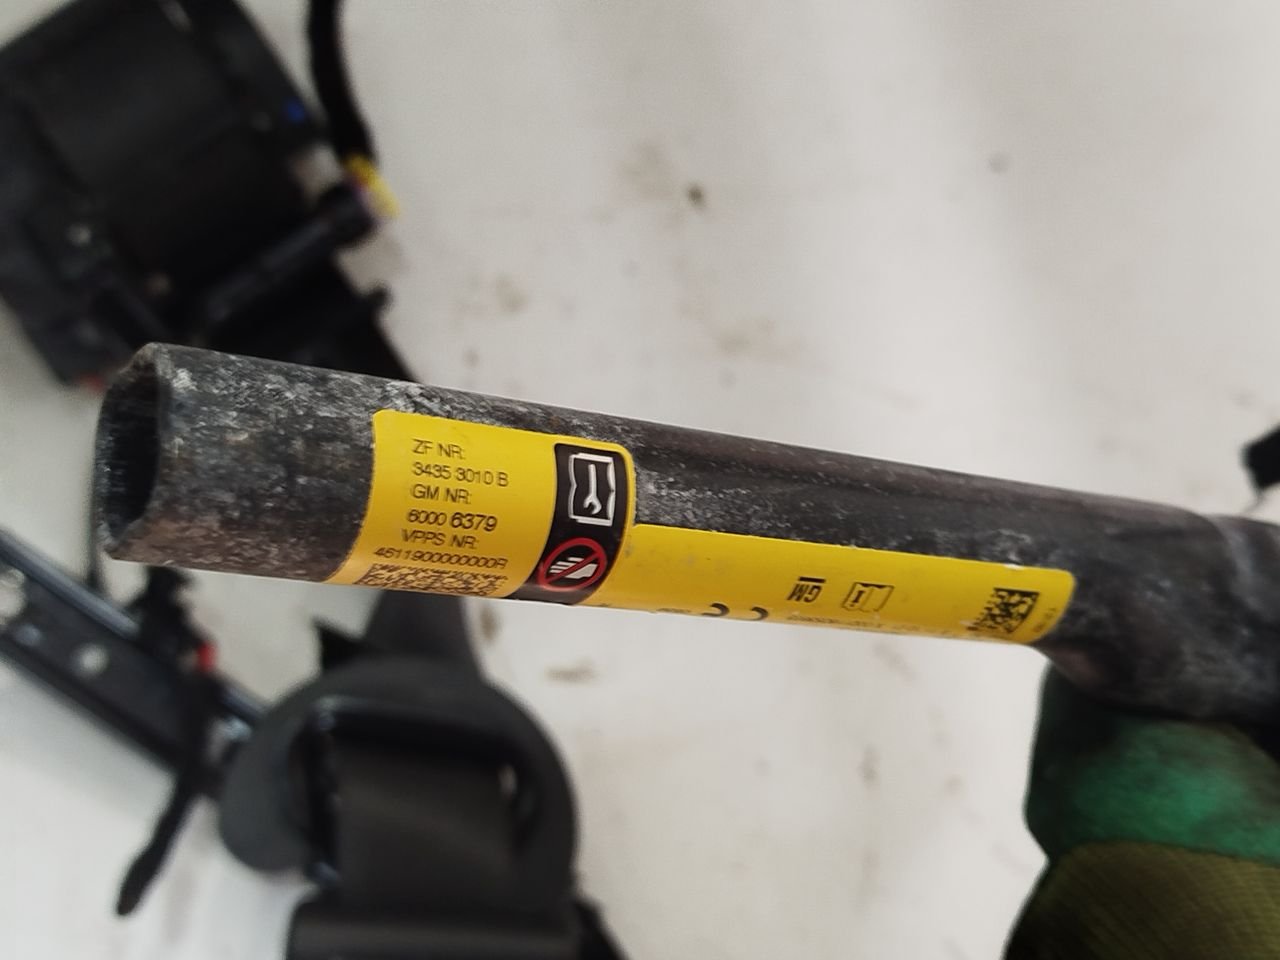 ZF NR:
3435 3010 B
GM NR:
6000 6379
VPPS NR:
4611900000000R
GM